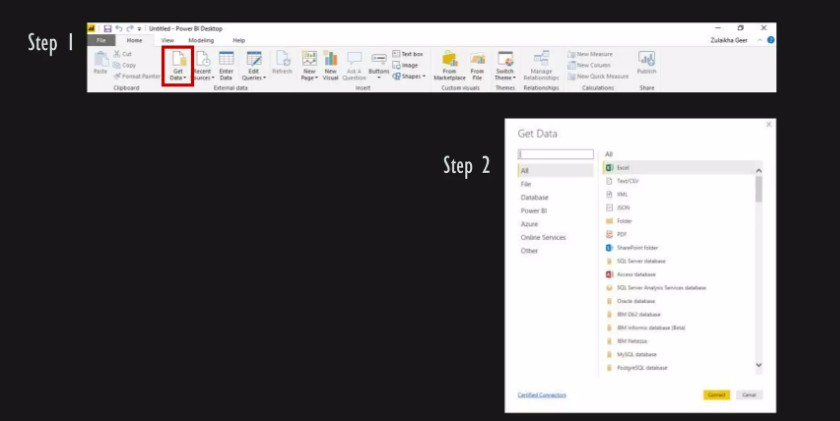 Untitled - Power BI Desktop
Step 1
File Home View Modeling Help
Zulaikha Geer
Cut
Copy
Format Painter
Paste
Get Data
Recent Sources
Enter Data
Edit Queries
Refresh
New Page
New Visual
Ask A Question
Buttons
Text box
Image
Shapes
From Marketplace
From File
Switch Theme
Manage Relationships
New Measure
New Column
New Quick Measure
Publish
Clipboard External data Insert Custom visuals Themes Relationships Calculations Share
Step 2
Get Data
All
File
Database
Power BI
Azure
Online Services
Other
All
Excel
Text/CSV
XML
JSON
Folder
PDF
SharePoint folder
SQL Server database
Access database
SQL Server Analysis Services database
Oracle database
IBM Db2 database
IBM Informix database (Beta)
IBM Netezza
MySQL database
PostgreSQL database
Certified Connectors
Connect Cancel